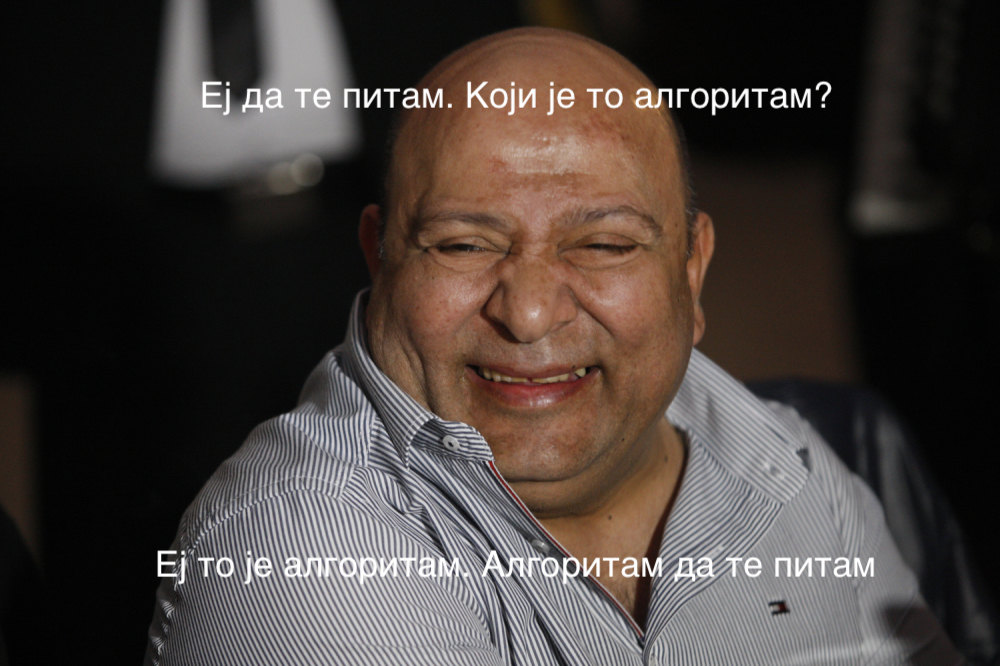 Еј да те питам. Који је то алгоритам?
Еј то је алгоритам. Алгоритам да те питам